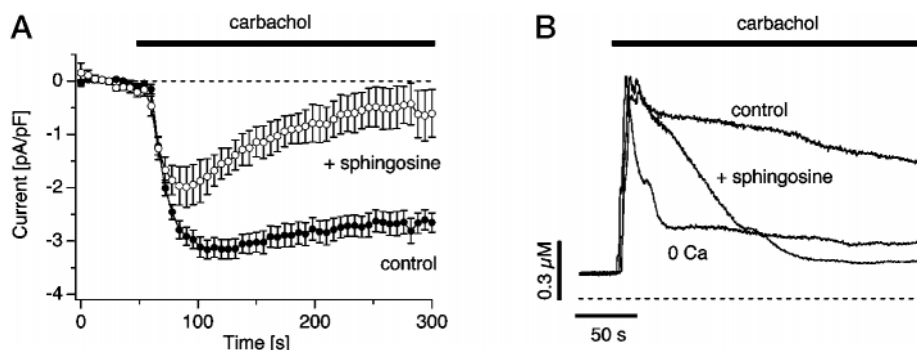 A
carbachol
0
-1
-2
-3
-4
Current [pA/pF]
+ sphingosine
control
0
100
200
300
Time [s]
B
carbachol
control
+ sphingosine
0 Ca
0.3 µM
50 s